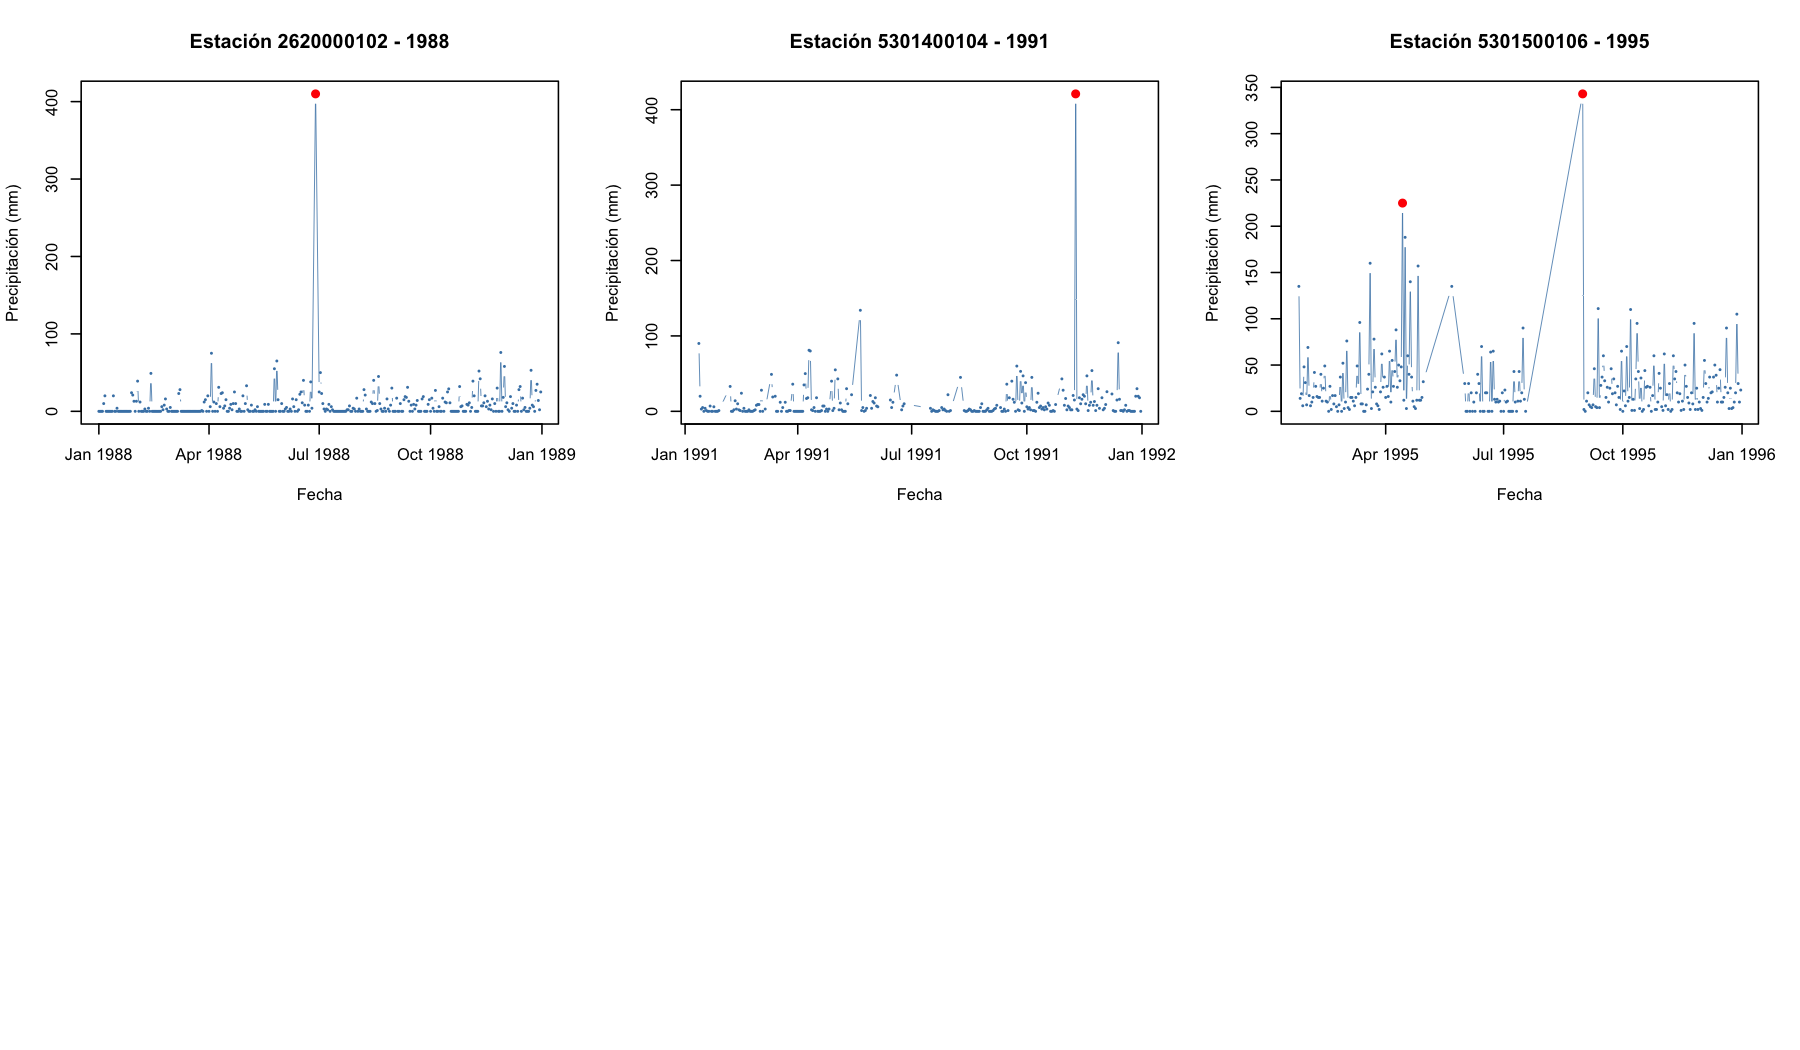 Estación 2620000102 - 1988
Precipitación (mm)
400
300
200
100
0
Jan 1988 Apr 1988 Jul 1988 Oct 1988 Jan 1989
Fecha
Estación 5301400104 - 1991
Precipitación (mm)
400
300
200
100
0
Jan 1991 Apr 1991 Jul 1991 Oct 1991 Jan 1992
Fecha
Estación 5301500106 - 1995
Precipitación (mm)
350
300
250
200
150
100
50
0
Apr 1995 Jul 1995 Oct 1995 Jan 1996
Fecha